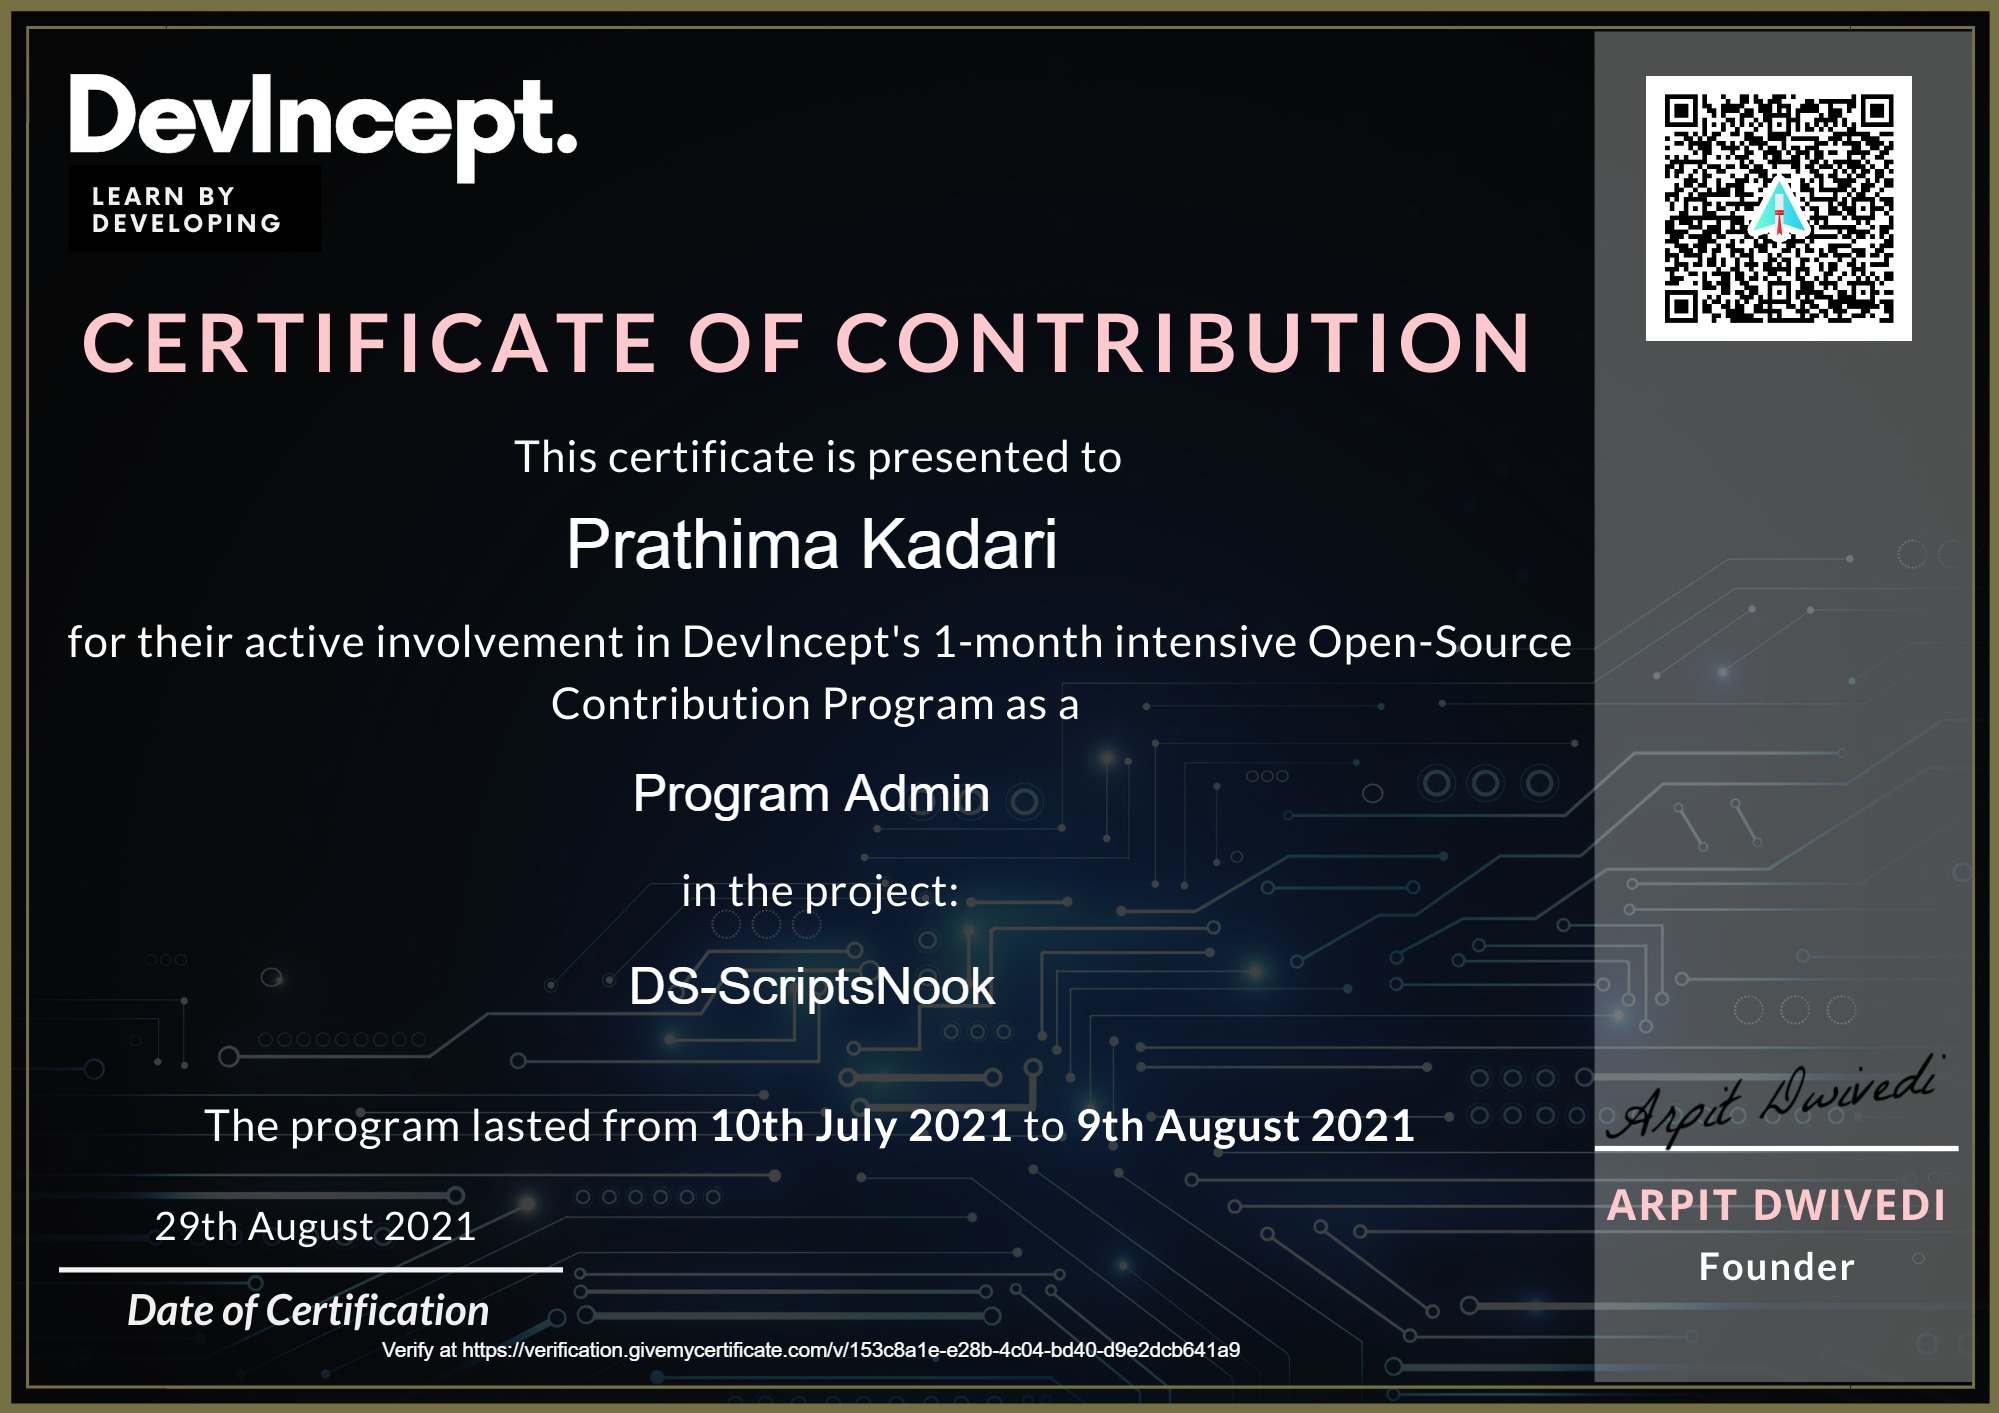 DevIncept.
LEARN BY
DEVELOPING
CERTIFICATE OF CONTRIBUTION
This certificate is presented to
Prathima Kadari
for their active involvement in DevIncept's 1-month intensive Open-Source
Contribution Program as a
Program Admin
in the project:
DS-ScriptsNook
The program lasted from 10th July 2021 to 9th August 2021
29th August 2021
Date of Certification
Verify at https://verification.givemycertificate.com/v/153c8a1e-e28b-4c04-bd40-d9e2dcb641a9
Arpit Dwivedi
ARPIT DWIVEDI
Founder